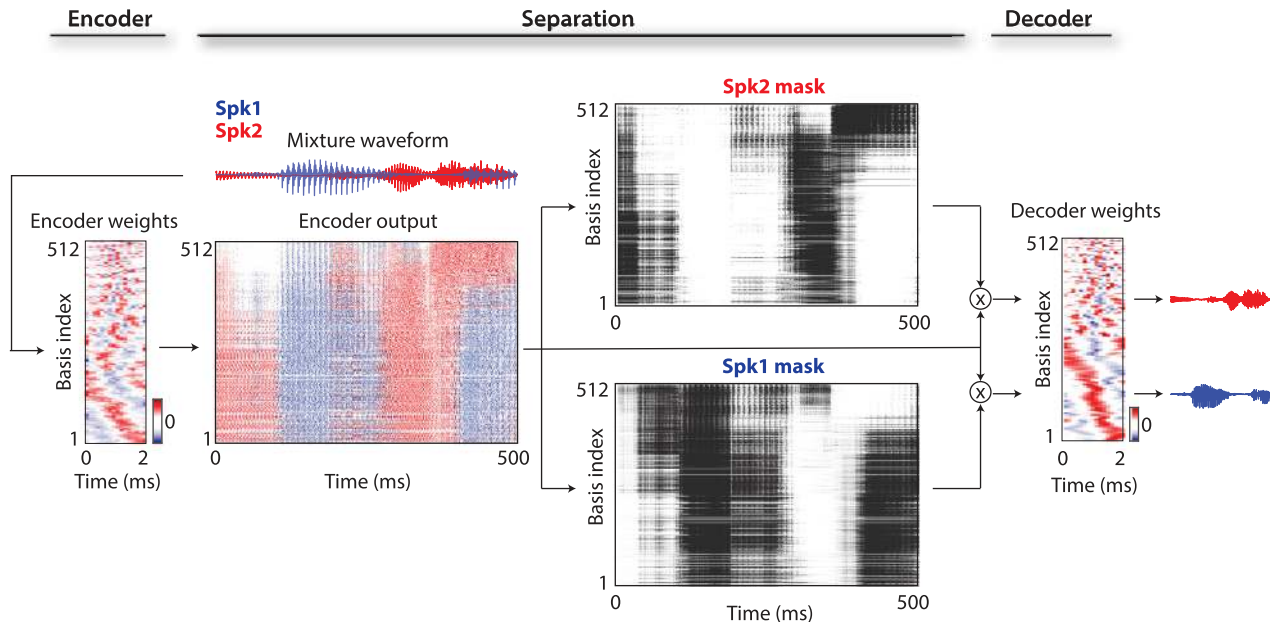 Encoder
Separation
Decoder
Spk1
Spk2
Mixture waveform
Encoder weights
512
Basis index
1
0 2
Time (ms)
0
Encoder output
512
1
Time (ms)
500
Spk2 mask
512
Basis index
1
0 500
x
Spk1 mask
512
Basis index
1
0 500
Time (ms)
x
Decoder weights
512
Basis index
1
0 2
Time (ms)
0